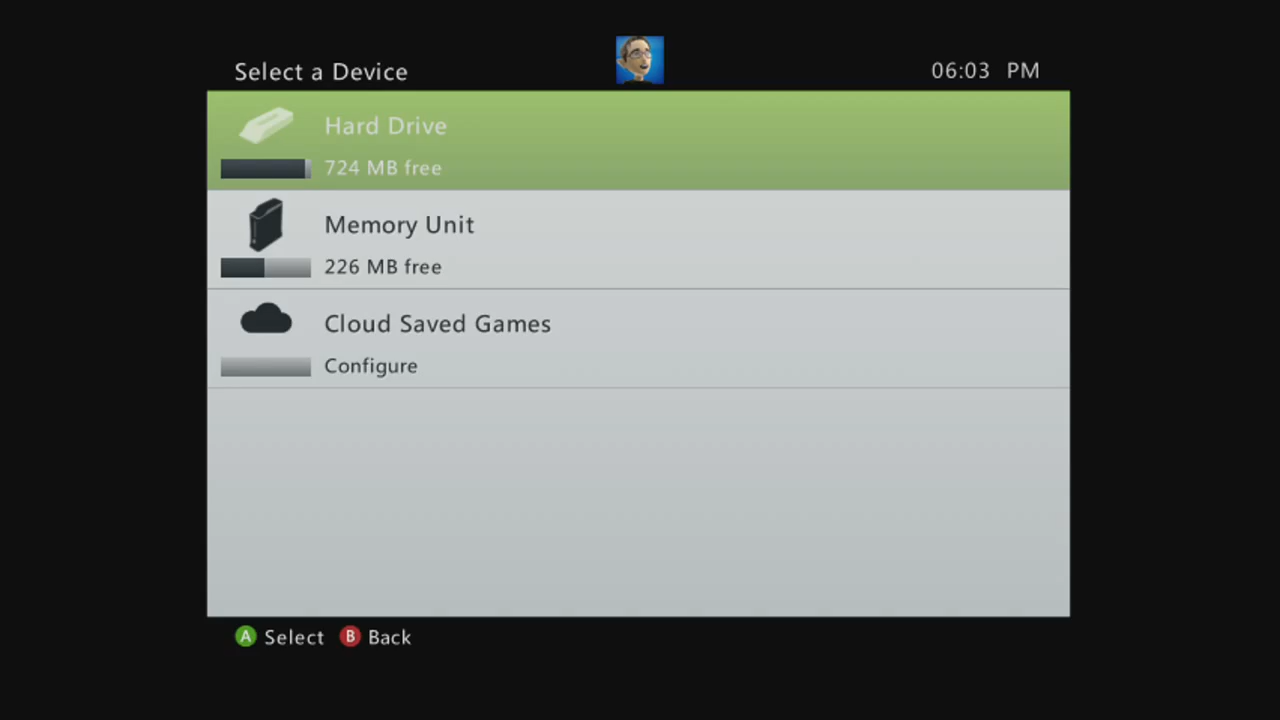 Select a Device
06:03 PM
Hard Drive
724 MB free
Memory Unit
226 MB free
Cloud Saved Games
Configure
A Select B Back